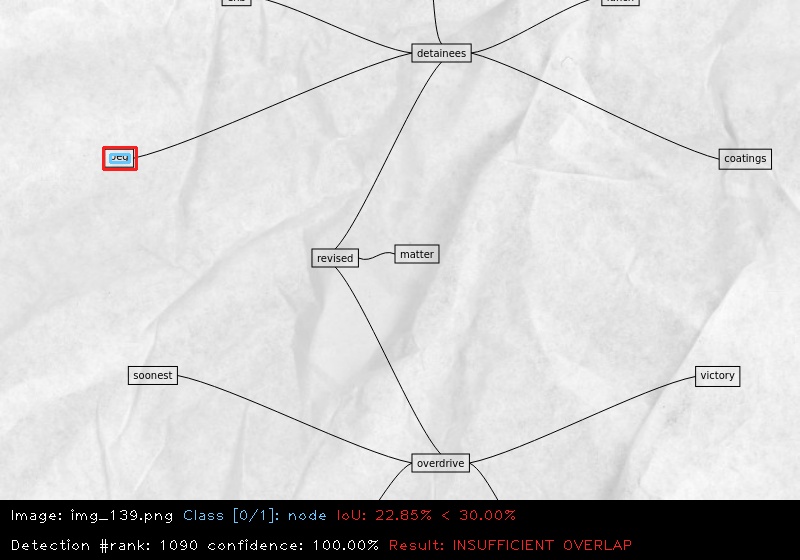 detainees
coatings
revised
matter
soonest
victory
overdrive
Image: img_139.png Class [0/1]: node IoU: 22.85% < 30.00%
Detection #rank: 1090 confidence: 100.00% Result: INSUFFICIENT OVERLAP